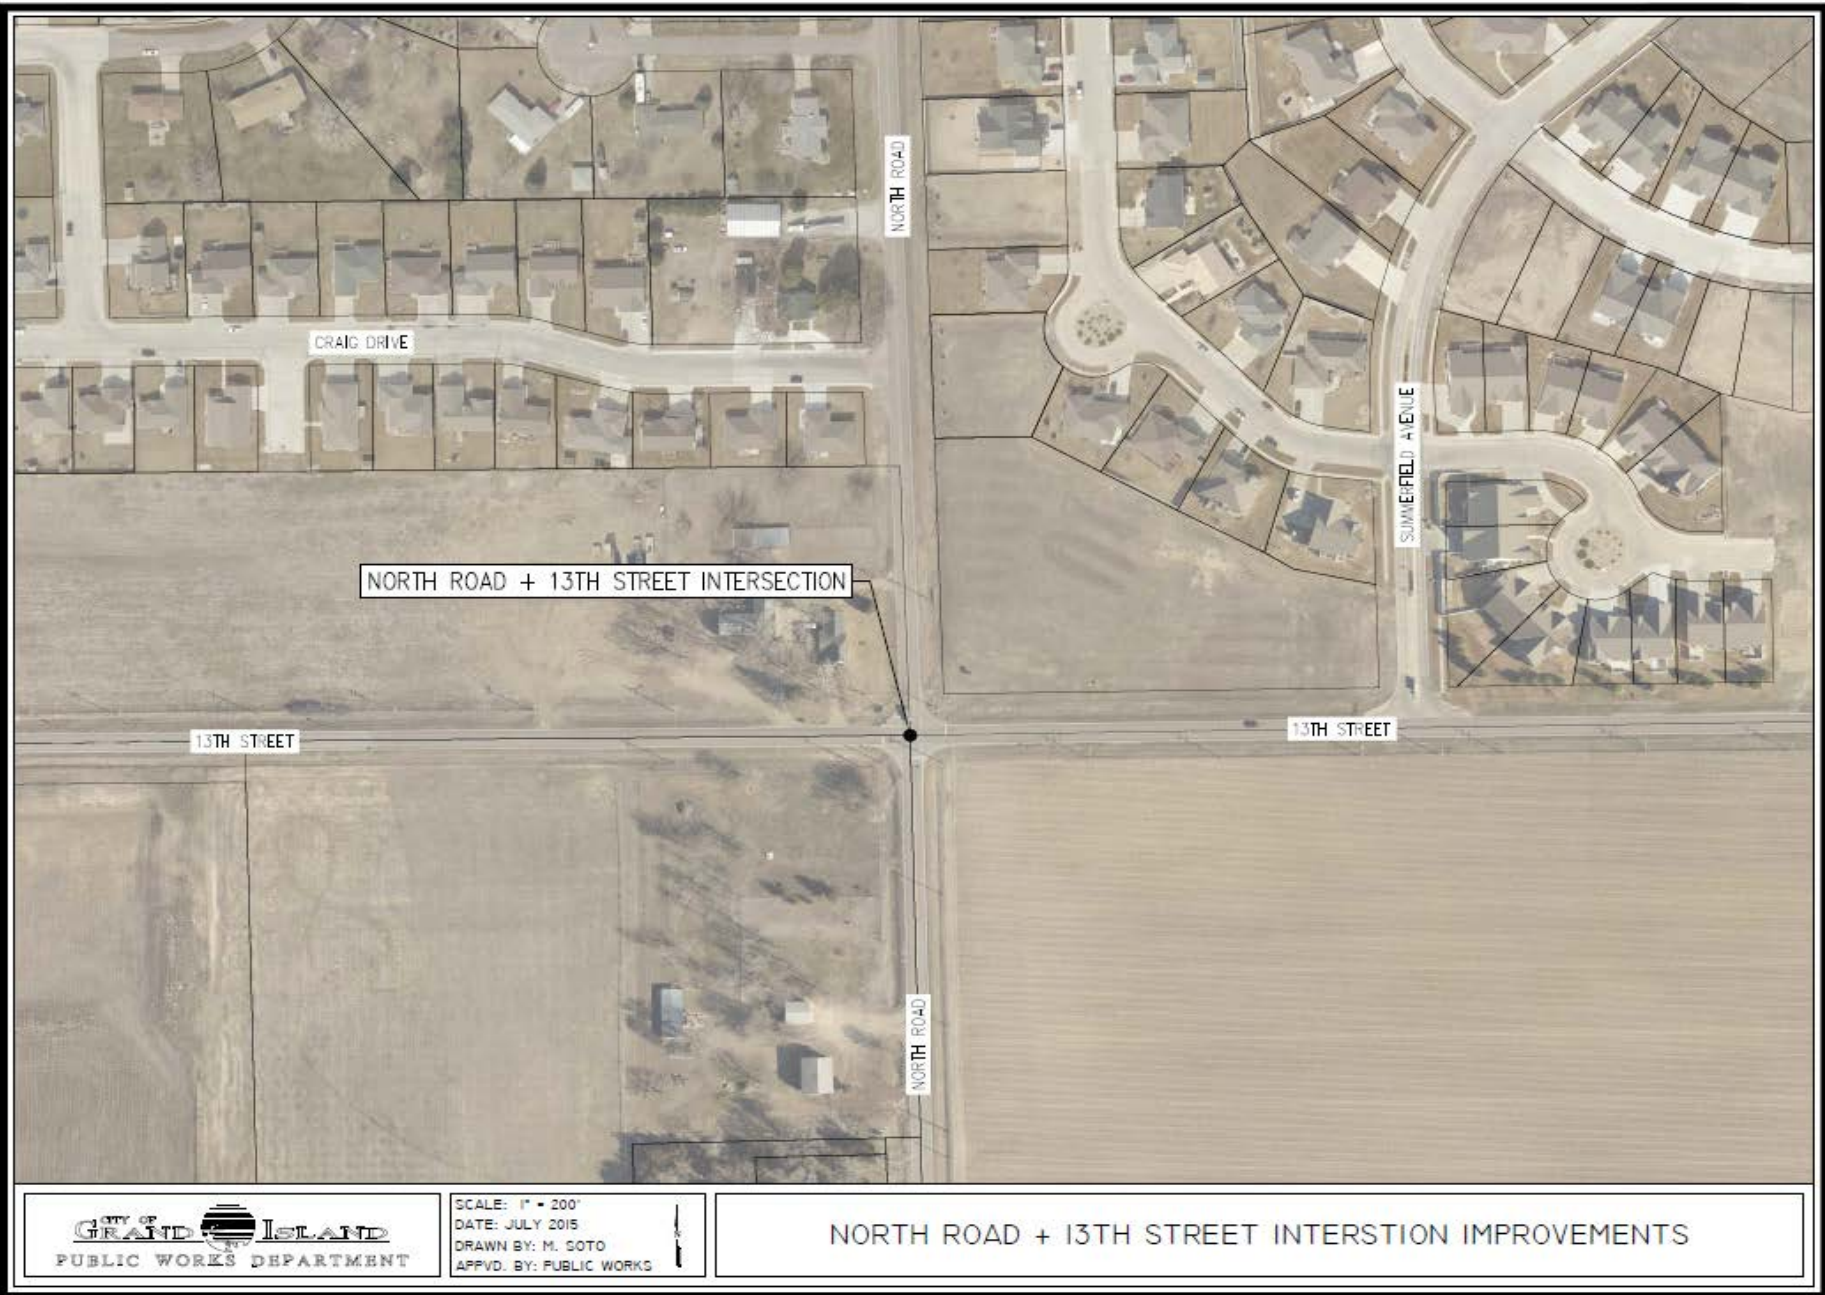 NORTH ROAD
CRAIG DRIVE
SUMMERFIELD AVENUE
NORTH ROAD + 13TH STREET INTERSECTION
13TH STREET
13TH STREET
NORTH ROAD
CITY OF
GRAND ISLAND
PUBLIC WORKS DEPARTMENT
SCALE: 1" = 200'
DATE: JULY 2015
DRAWN BY: M. SOTO
APPVD. BY: PUBLIC WORKS
NORTH ROAD + 13TH STREET INTERSTION IMPROVEMENTS